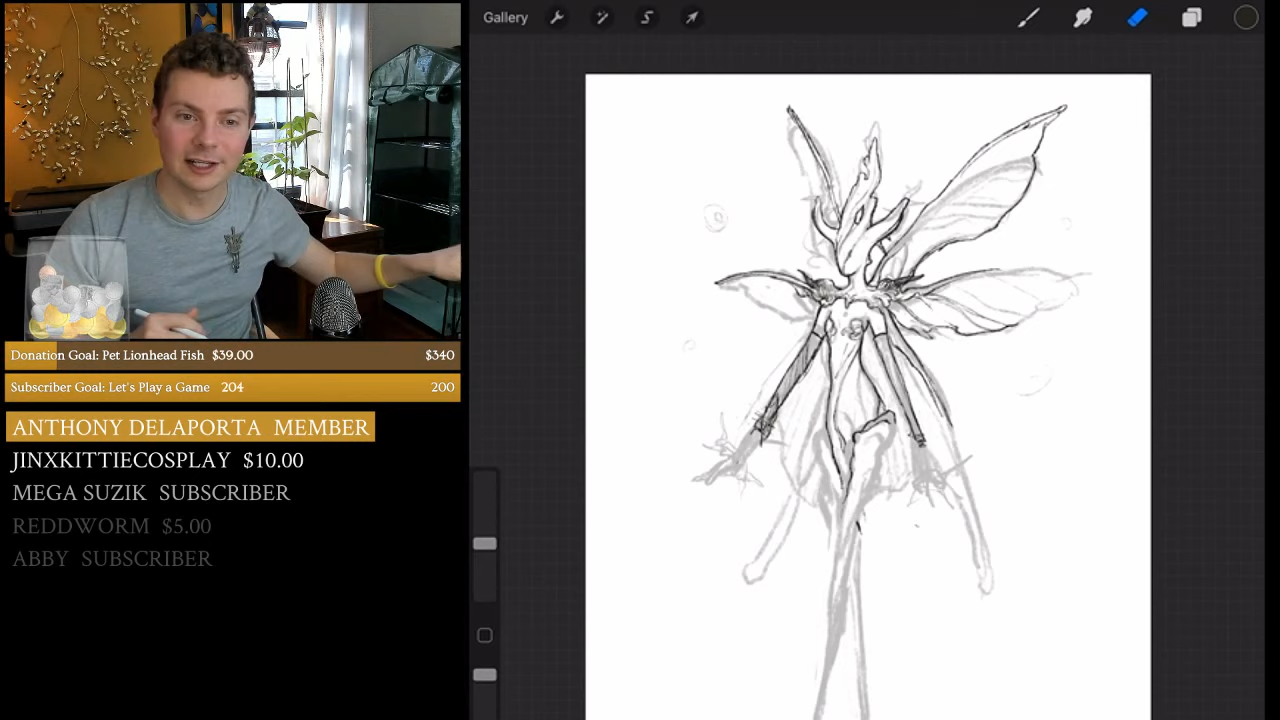 Gallery
Donation Goal: Pet Lionhead Fish $39.00 $340
Subscriber Goal: Let's Play a Game 204 200
ANTHONY DELAPORTA MEMBER
JINXKITTIECOSPLAY $10.00
MEGA SUZIK SUBSCRIBER
REDDWORM $5.00
ABBY SUBSCRIBER